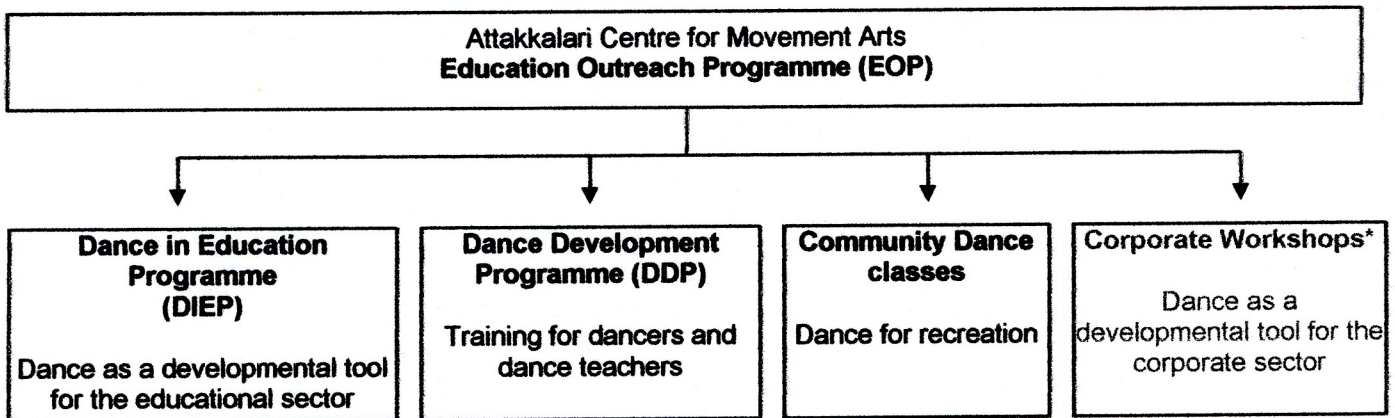 Attakkalari Centre for Movement Arts
Education Outreach Programme (EOP)
Dance in Education
Programme
(DIEP)
Dance as a developmental tool
for the educational sector
Dance Development
Programme (DDP)
Training for dancers and
dance teachers
Community Dance
classes
Dance for recreation
Corporate Workshops*
Dance as a
developmental tool for the
corporate sector